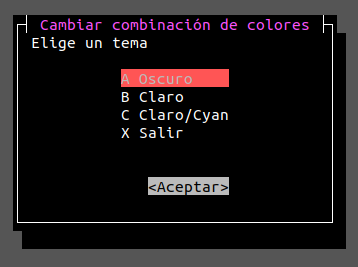 Cambiar combinación de colores
Elige un tema
A Oscuro
B Claro
C Claro/Cyan
X Salir
<Aceptar>